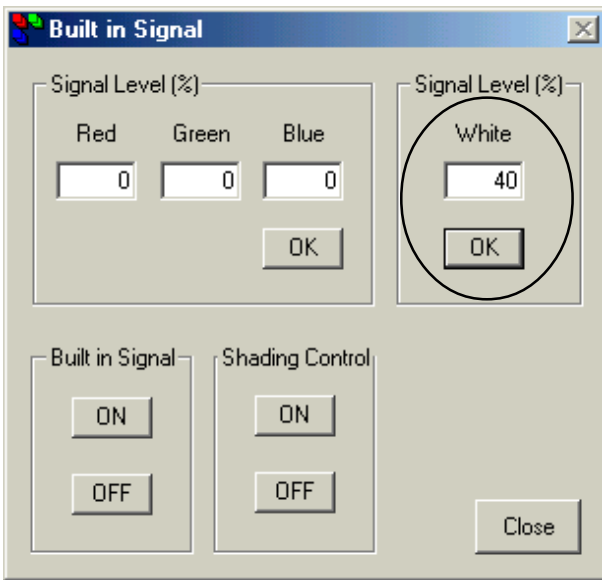 Built in Signal
Signal Level (%)
Red Green Blue
0 0 0
OK
Signal Level (%)
White
40
OK
Built in Signal
ON
OFF
Shading Control
ON
OFF
Close